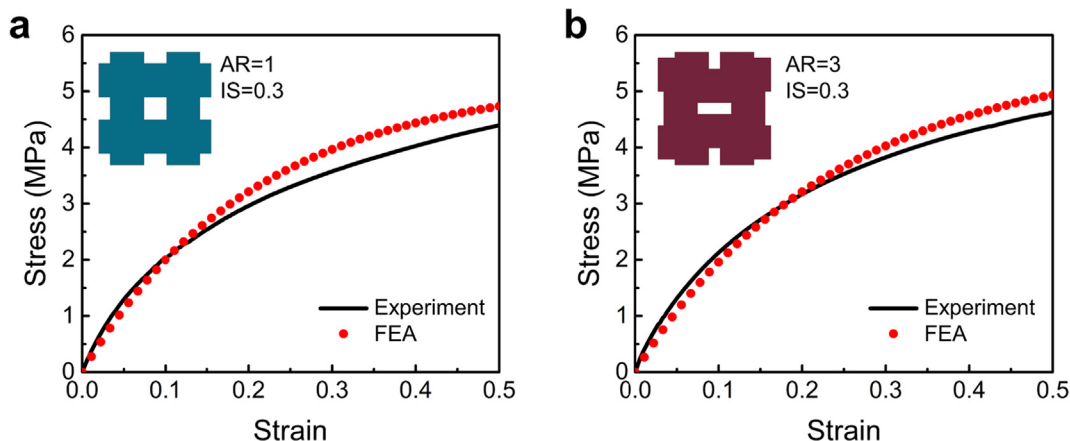 a
AR=1
IS=0.3
Stress (MPa)
6
5
4
3
2
1
0
Experiment
FEA
0.0 0.1 0.2 0.3 0.4 0.5
Strain
b
AR=3
IS=0.3
Stress (MPa)
6
5
4
3
2
1
0
Experiment
FEA
0.0 0.1 0.2 0.3 0.4 0.5
Strain